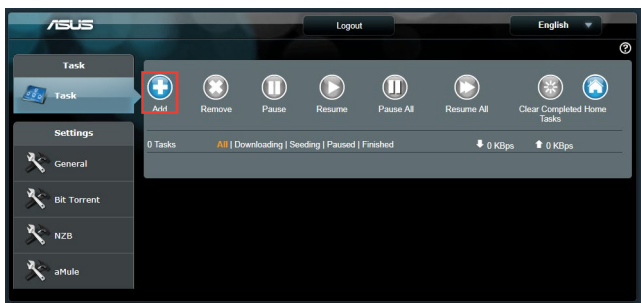 ASUS
Logout
English
?
Task
Task
Settings
General
Bit Torrent
NZB
aMule
Add
Remove
Pause
Resume
Pause All
Resume All
Clear Completed Tasks
Home
0 Tasks
All | Downloading | Seeding | Paused | Finished
0 KBps
0 KBps